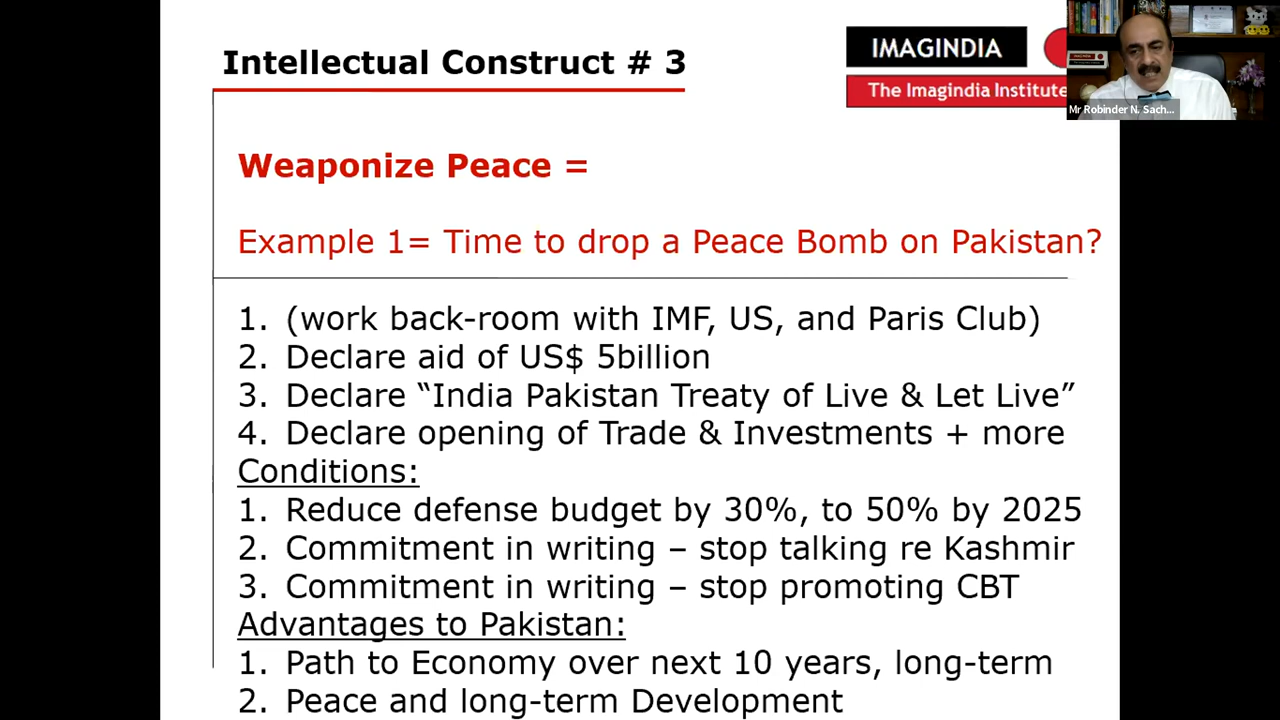 Intellectual Construct # 3
IMAGINDIA
The Imagindia Institute
Mr Robinder N. Sach...
Weaponize Peace =
Example 1= Time to drop a Peace Bomb on Pakistan?
1. (work back-room with IMF, US, and Paris Club)
2. Declare aid of US$ 5billion
3. Declare “India Pakistan Treaty of Live & Let Live”
4. Declare opening of Trade & Investments + more
Conditions:
1. Reduce defense budget by 30%, to 50% by 2025
2. Commitment in writing – stop talking re Kashmir
3. Commitment in writing – stop promoting CBT
Advantages to Pakistan:
1. Path to Economy over next 10 years, long-term
2. Peace and long-term Development